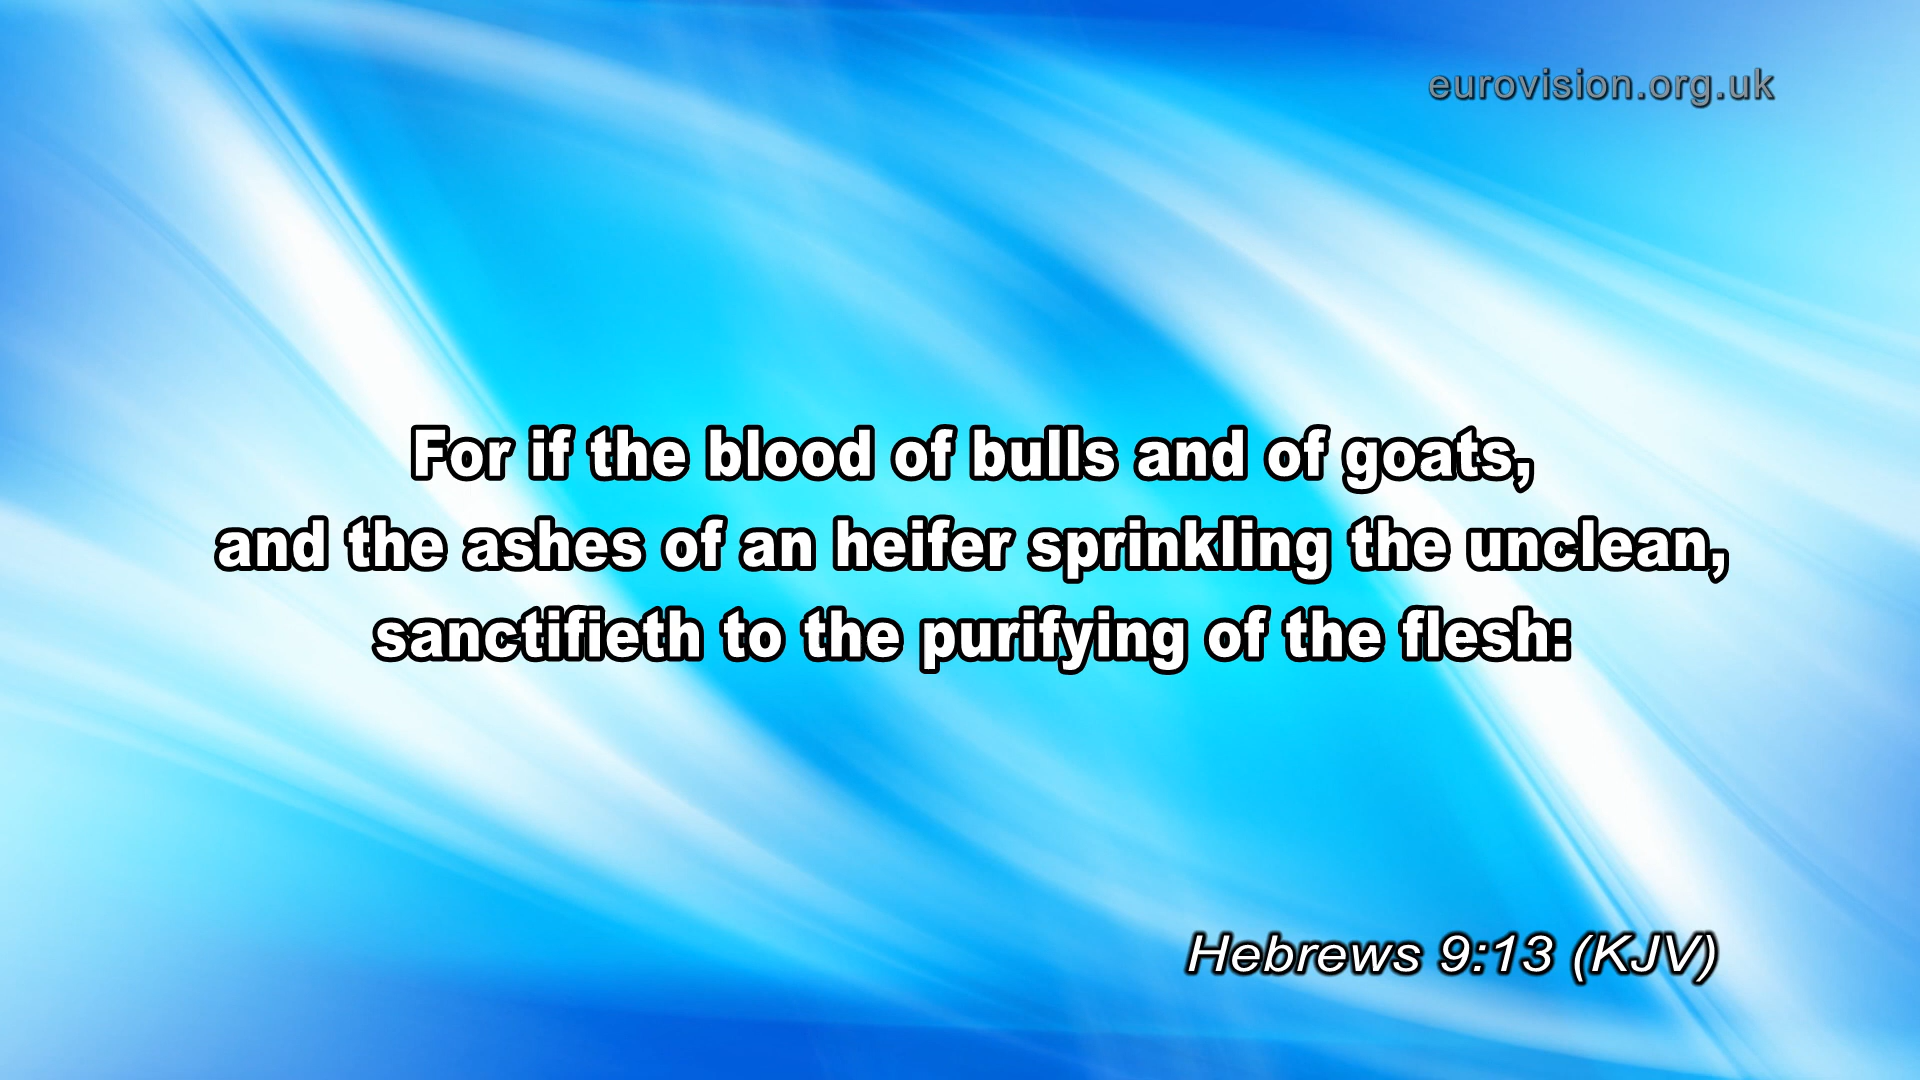 eurovision.org.uk
For if the blood of bulls and of goats,
and the ashes of an heifer sprinkling the unclean,
sanctifieth to the purifying of the flesh:
Hebrews 9:13 (KJV)